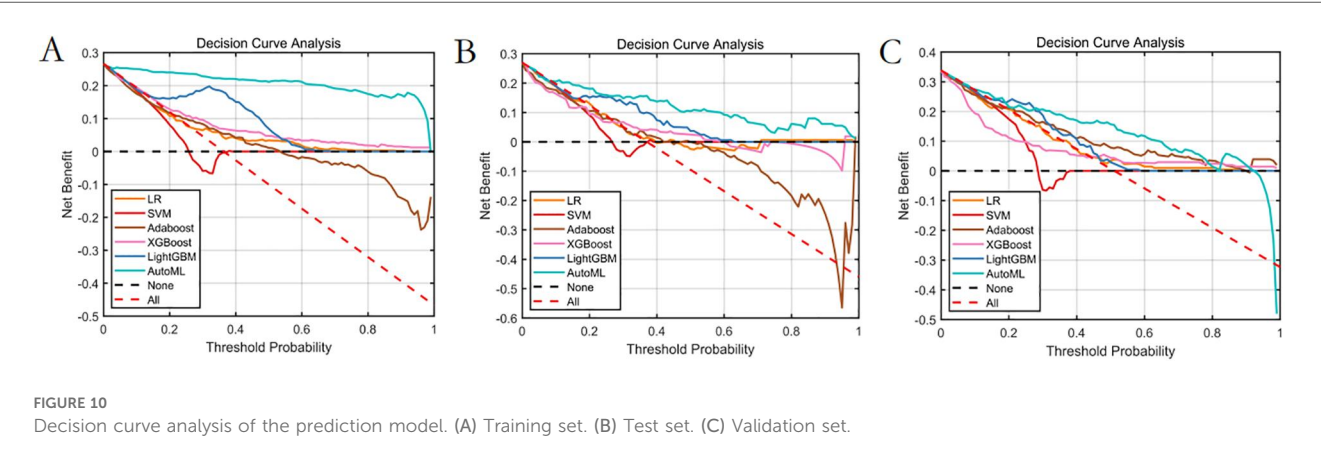 A
Decision Curve Analysis
0.3
0.2
0.1
0
-0.1
-0.2
-0.3
-0.4
-0.5
Net Benefit
LR
SVM
Adaboost
XGBoost
LightGBM
AutoML
None
All
0 0.2 0.4 0.6 0.8 1
Threshold Probability
B
Decision Curve Analysis
0.3
0.2
0.1
0
-0.1
-0.2
-0.3
-0.4
-0.5
-0.6
Net Benefit
LR
SVM
Adaboost
XGBoost
LightGBM
AutoML
None
All
0 0.2 0.4 0.6 0.8 1
Threshold Probability
C
Decision Curve Analysis
0.4
0.3
0.2
0.1
0
-0.1
-0.2
-0.3
-0.4
-0.5
Net Benefit
LR
SVM
Adaboost
XGBoost
LightGBM
AutoML
None
All
0 0.2 0.4 0.6 0.8 1
Threshold Probability
FIGURE 10
Decision curve analysis of the prediction model. (A) Training set. (B) Test set. (C) Validation set.